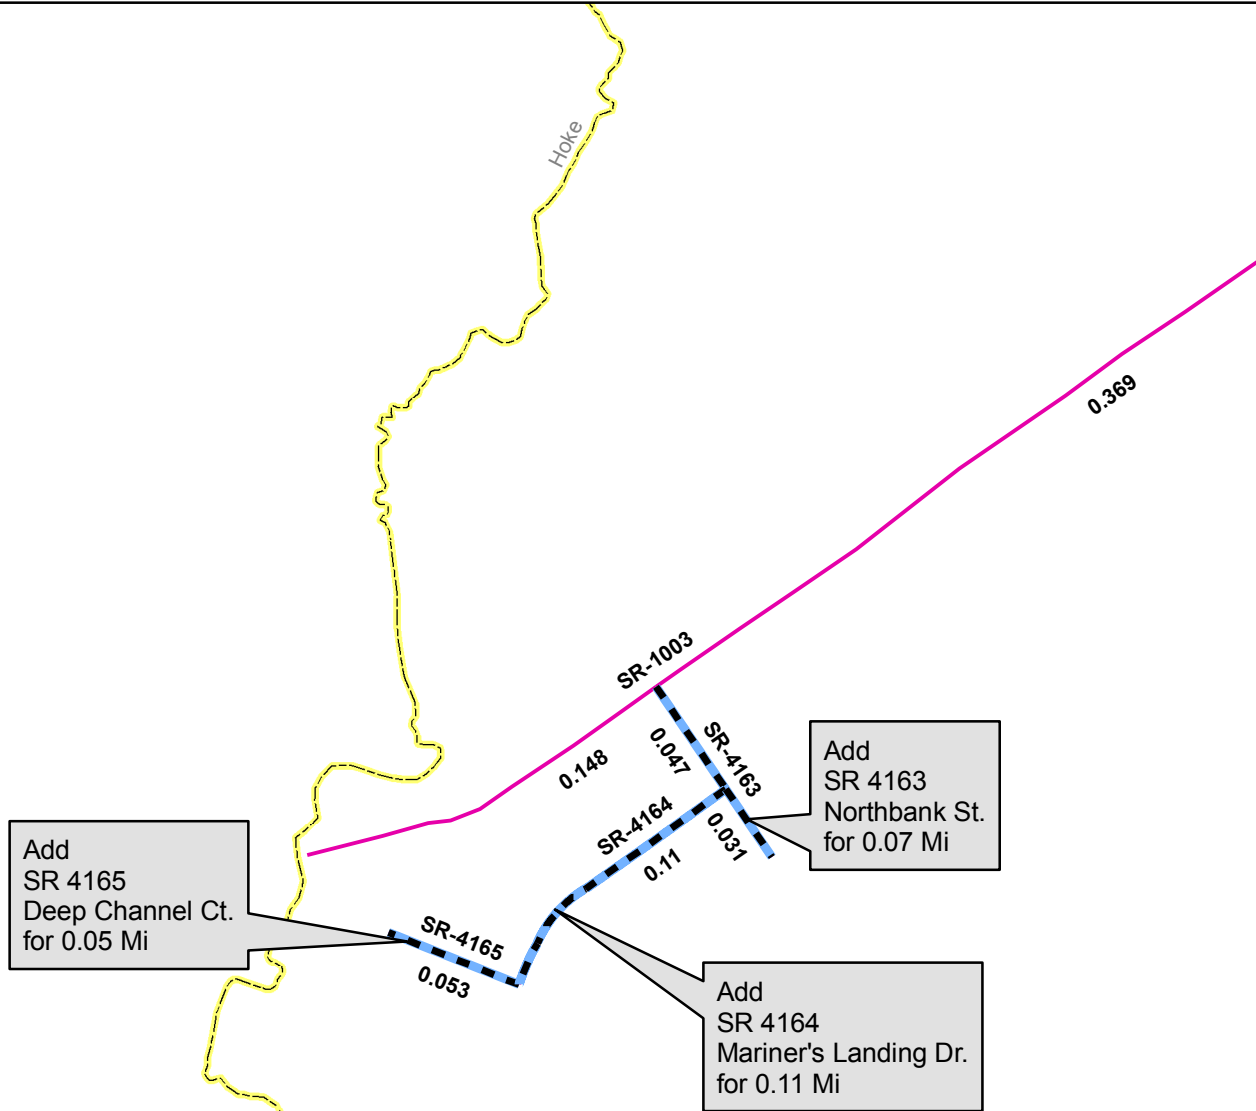 Hoke
0.369
SR-1003
0.148
0.047
SR-4163
Add
SR 4163
Northbank St.
for 0.07 Mi
SR-4164
0.11
0.031
Add
SR 4165
Deep Channel Ct.
for 0.05 Mi
SR-4165
0.053
Add
SR 4164
Mariner's Landing Dr.
for 0.11 Mi